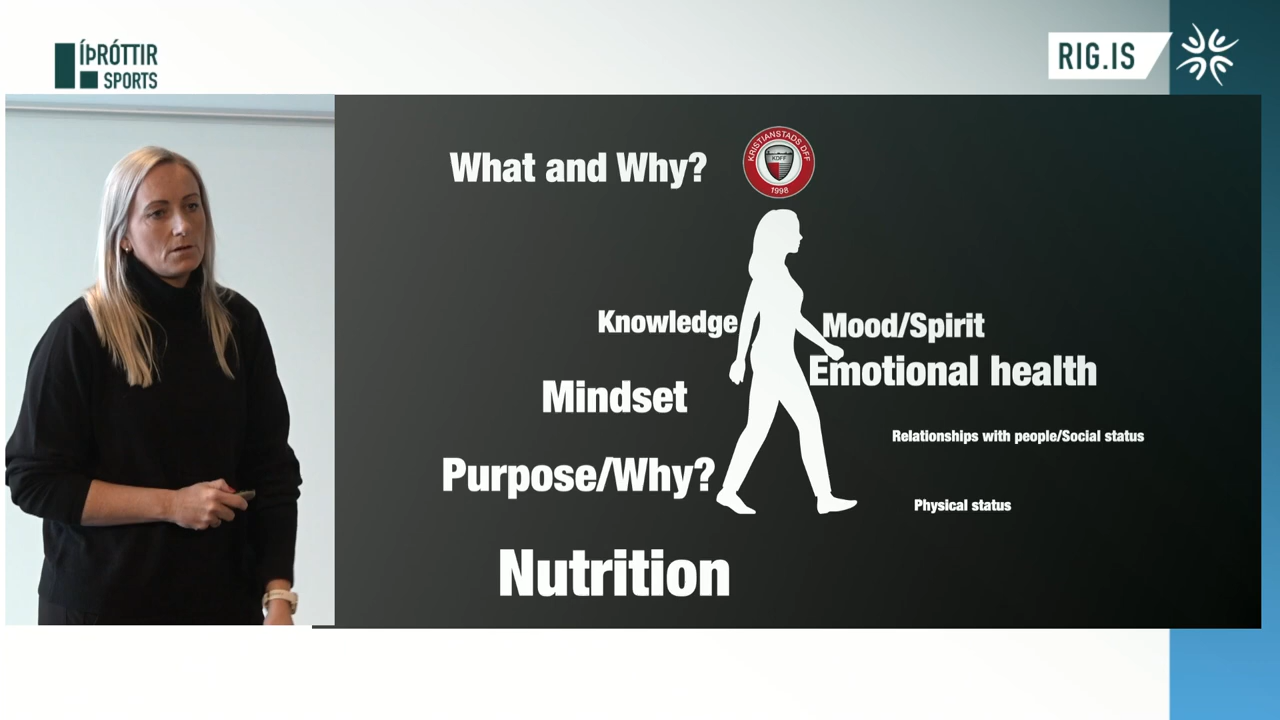 ÍÞRÓTTIR
SPORTS
RIG.IS
What and Why?
KRISTIANSTADS DFF
KDFF
1998
Knowledge
Mood/Spirit
Emotional health
Mindset
Relationships with people/Social status
Purpose/Why?
Physical status
Nutrition